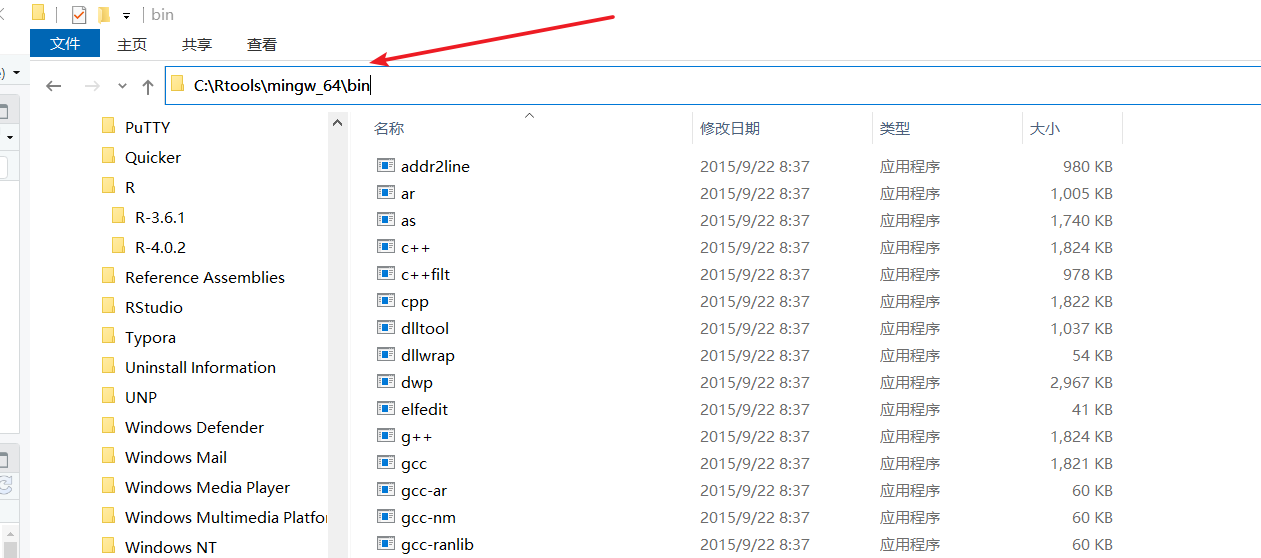 bin
文件 主页 共享 查看
C:\Rtools\mingw_64\bin
PuTTY
Quicker
R
R-3.6.1
R-4.0.2
Reference Assemblies
RStudio
Typora
Uninstall Information
UNP
Windows Defender
Windows Mail
Windows Media Player
Windows Multimedia Platfor
Windows NT
名称 修改日期 类型 大小
addr2line 2015/9/22 8:37 应用程序 980 KB
ar 2015/9/22 8:37 应用程序 1,005 KB
as 2015/9/22 8:37 应用程序 1,740 KB
c++ 2015/9/22 8:37 应用程序 1,824 KB
c++filt 2015/9/22 8:37 应用程序 978 KB
cpp 2015/9/22 8:37 应用程序 1,822 KB
dlltool 2015/9/22 8:37 应用程序 1,037 KB
dllwrap 2015/9/22 8:37 应用程序 54 KB
dwp 2015/9/22 8:37 应用程序 2,967 KB
elfedit 2015/9/22 8:37 应用程序 41 KB
g++ 2015/9/22 8:37 应用程序 1,824 KB
gcc 2015/9/22 8:37 应用程序 1,821 KB
gcc-ar 2015/9/22 8:37 应用程序 60 KB
gcc-nm 2015/9/22 8:37 应用程序 60 KB
gcc-ranlib 2015/9/22 8:37 应用程序 60 KB